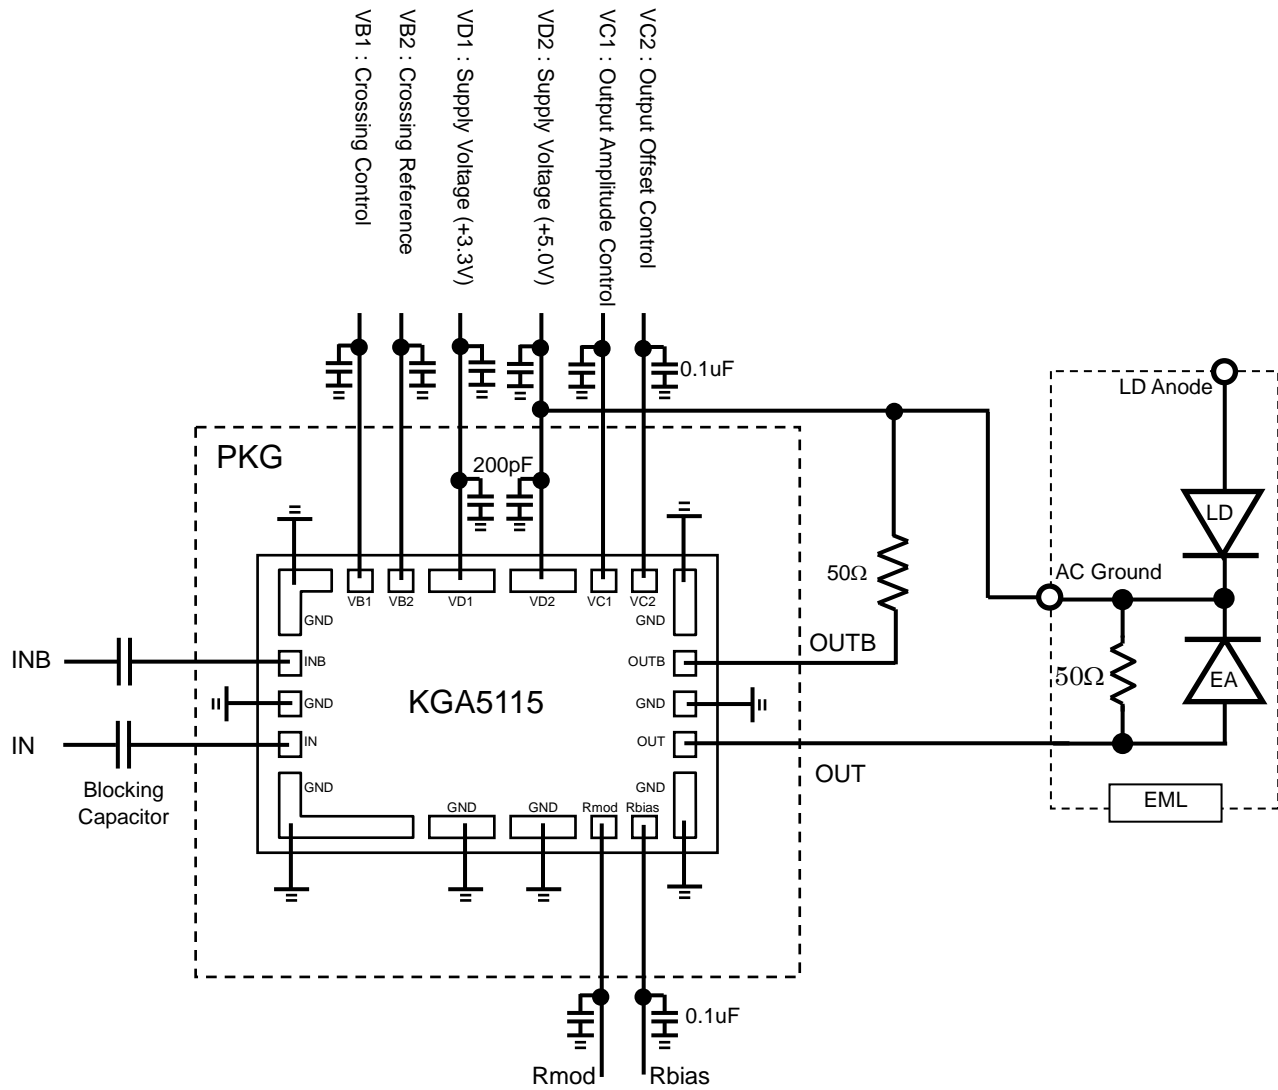 VB1 : Crossing Control
VB2 : Crossing Reference
VD1 : Supply Voltage (+3.3V)
VD2 : Supply Voltage (+5.0V)
VC1 : Output Amplitude Control
VC2 : Output Offset Control
0.1uF
LD Anode
PKG
200pF
LD
50Ω
AC Ground
VB1
VB2
VD1
VD2
VC1
VC2
GND
GND
OUTB
INB
INB
OUTB
50Ω
EA
GND
KGA5115
GND
IN
IN
OUT
OUT
Blocking
Capacitor
GND
GND
GND
GND
Rmod
Rbias
EML
0.1uF
Rmod
Rbias